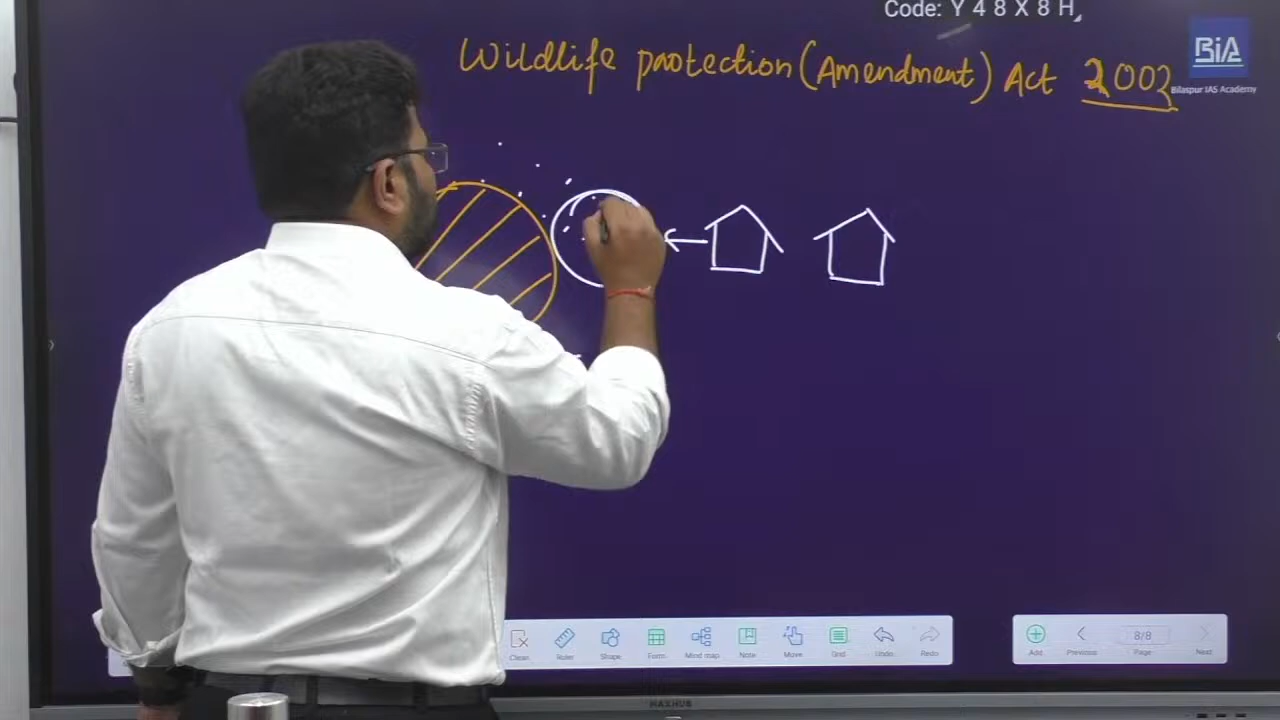 Code: Y 4 8 X 8 H
Wildlife protection (Amendment) Act 2002
BiA
Bilaspur IAS Academy
Clean Ruler Shape Form Mind map Note Move Grid Undo Redo
Add Previous 8/8 Page Next
MAXHUB